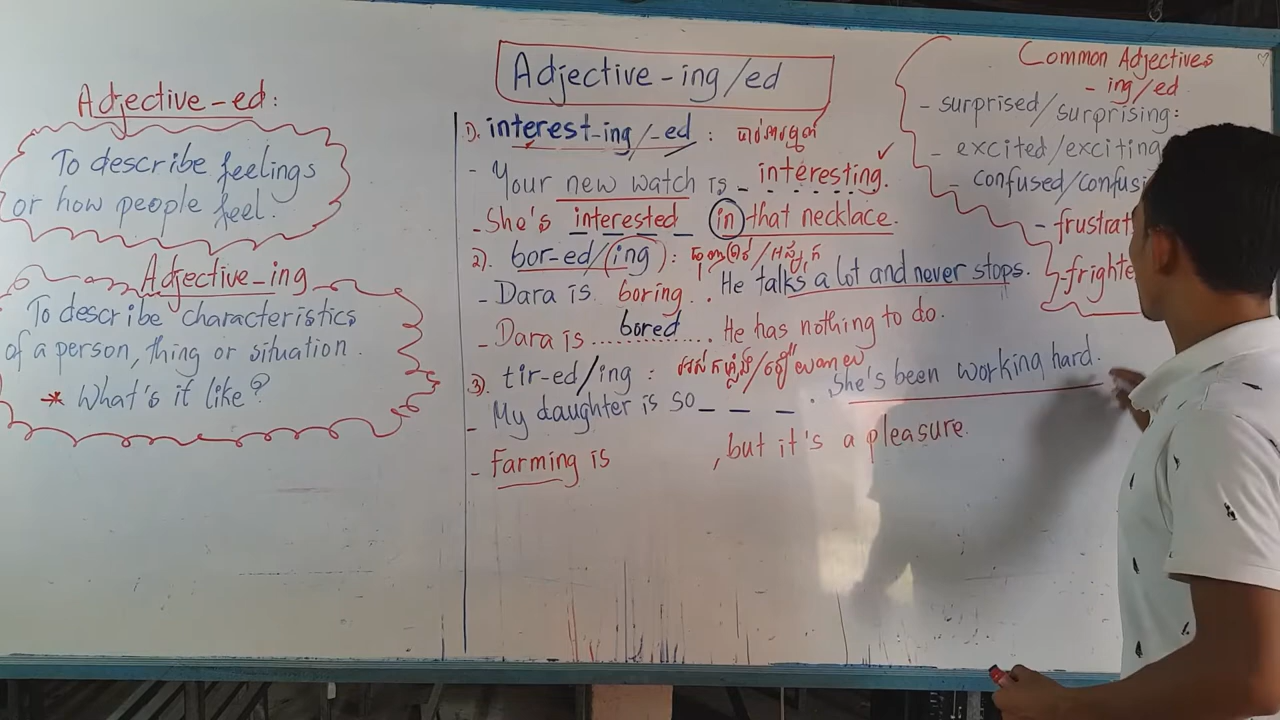 Adjective-ed:
To describe feelings
or how people feel.
Adjective-ing
To describe characteristics
of a person, thing or situation.
* What's it like?
Adjective-ing/ed
1). interest-ing/-ed :
- Your new watch is interesting. ✓
- She's interested in that necklace.
2). bor-ed/(ing) :
- Dara is boring. He talks a lot and never stops.
- Dara is bored. He has nothing to do.
3). tir-ed/ing :
- My daughter is so _ _ _ . She's been working hard.
- Farming is , but it's a pleasure.
Common Adjectives
- ing/ed
- surprised/surprising:
- excited/exciting
- confused/confusi
- frustrat
- frighte